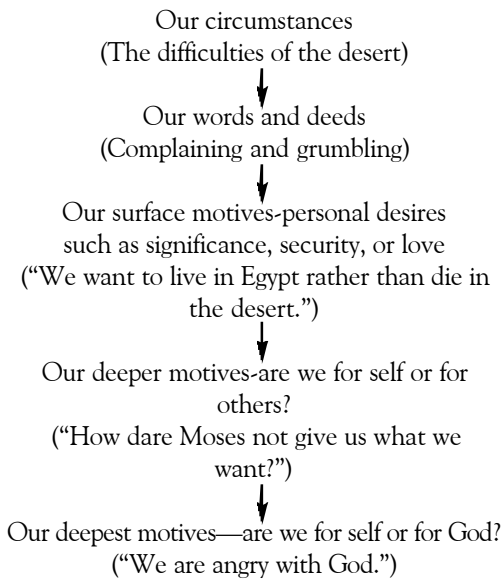 Our circumstances
(The difficulties of the desert)
Our words and deeds
(Complaining and grumbling)
Our surface motives-personal desires
such as significance, security, or love
(“We want to live in Egypt rather than die in
the desert.”)
Our deeper motives-are we for self or for
others?
(“How dare Moses not give us what we
want?”)
Our deepest motives—are we for self or for God?
(“We are angry with God.”)